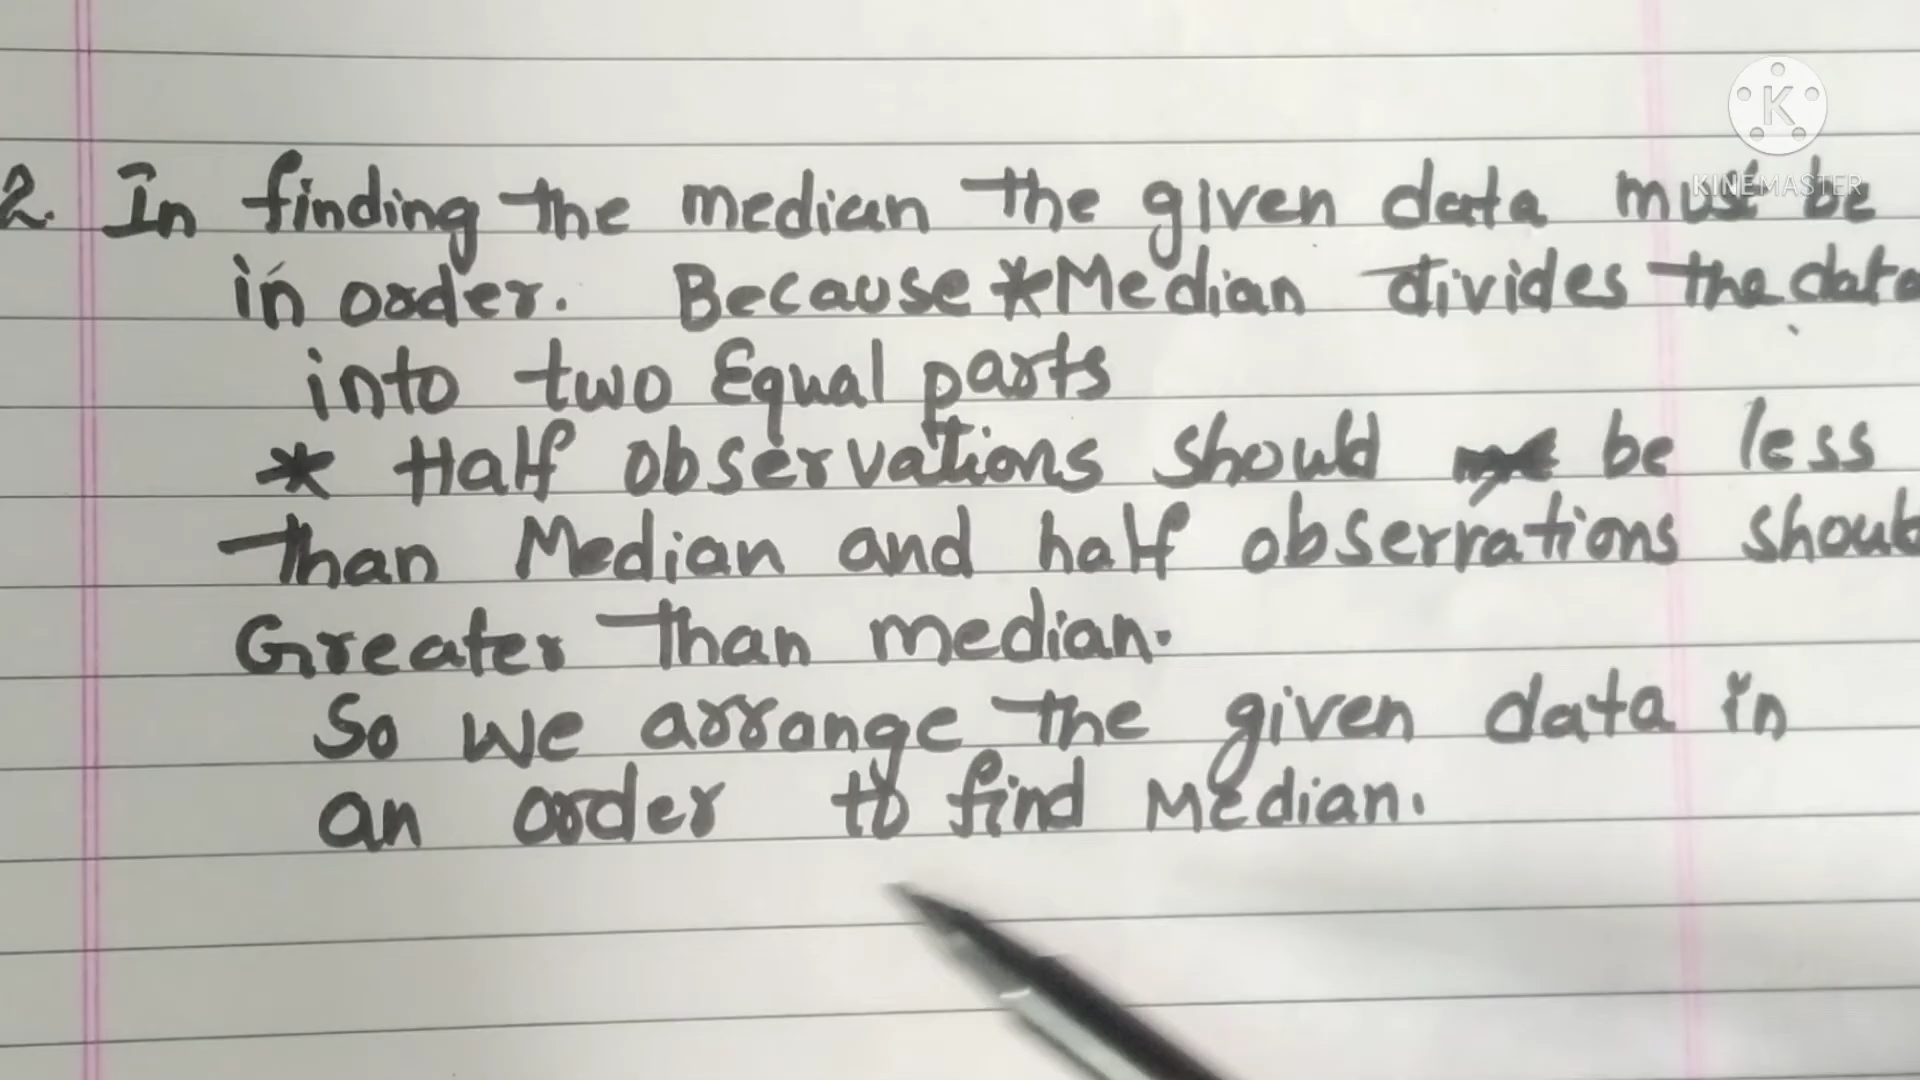 K
KINEMASTER
2. In finding the median the given data must be
in order. Because *Median divides the data
into two Equal parts
* Half observations should be less
than Median and half observations shoul
Greater than median.
So we arrange the given data in
an order to find Median.